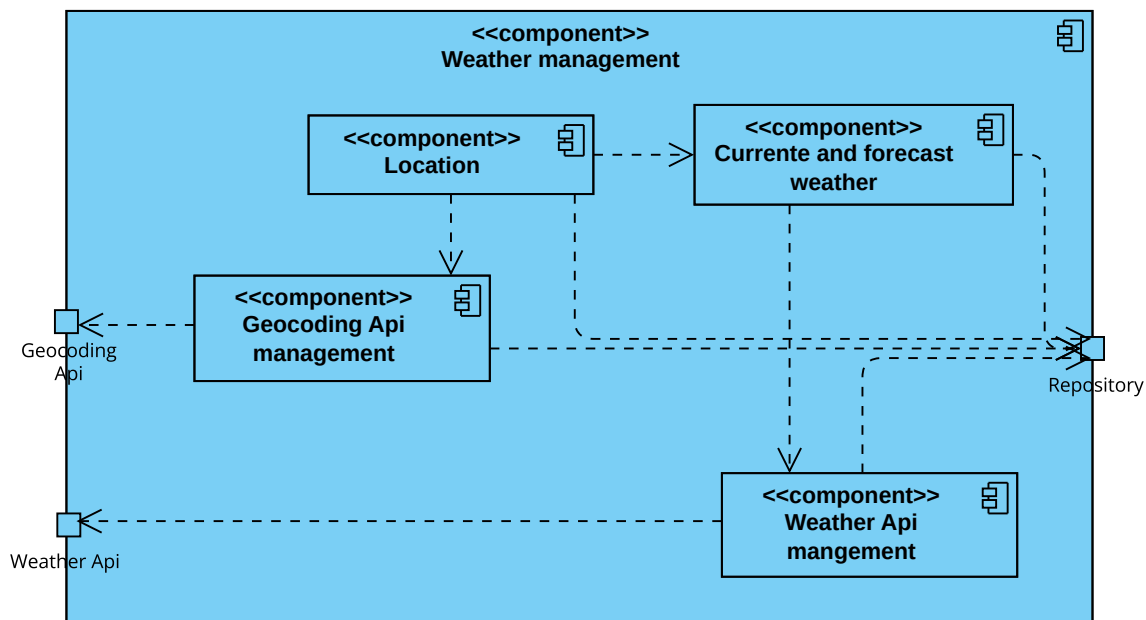 <<component>>
Weather management
<<component>>
Location
<<component>>
Currente and forecast
weather
<<component>>
Geocoding Api
management
Geocoding
Api
Repository
<<component>>
Weather Api
mangement
Weather Api